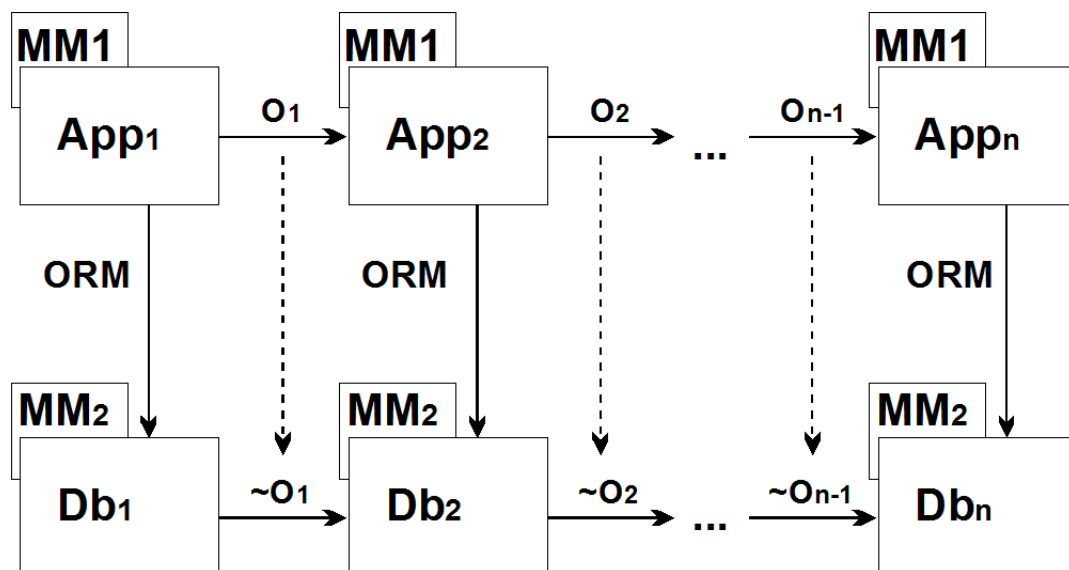 MM1 MM1 MM1
O1 O2 On-1
App1 App2 ... Appn
ORM ORM ORM
MM2 MM2 MM2
~O1 ~O2 ~On-1
Db1 Db2 ... Dbn